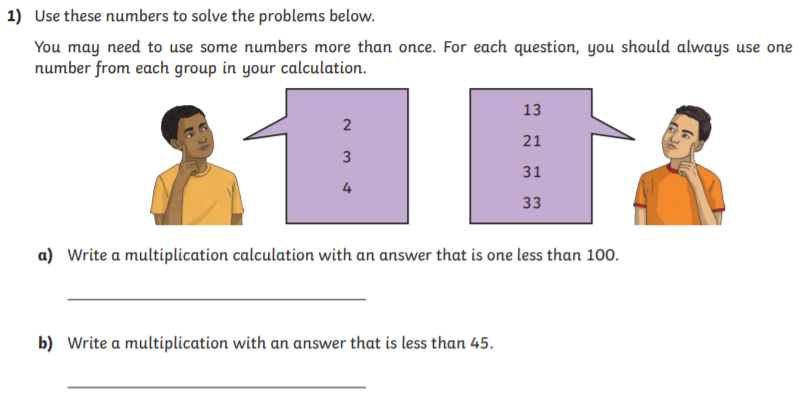 1) Use these numbers to solve the problems below.
You may need to use some numbers more than once. For each question, you should always use one
number from each group in your calculation.
2
3
4
13
21
31
33
a) Write a multiplication calculation with an answer that is one less than 100.
b) Write a multiplication with an answer that is less than 45.